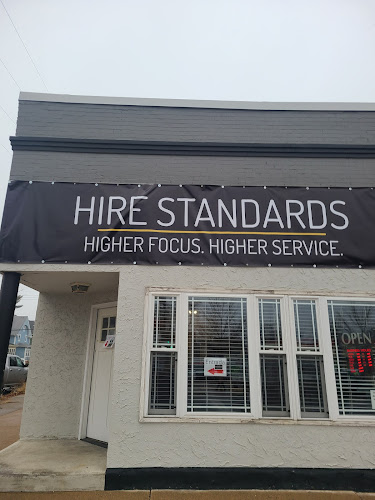 HIRE STANDARDS
HIGHER FOCUS. HIGHER SERVICE.
OPEN